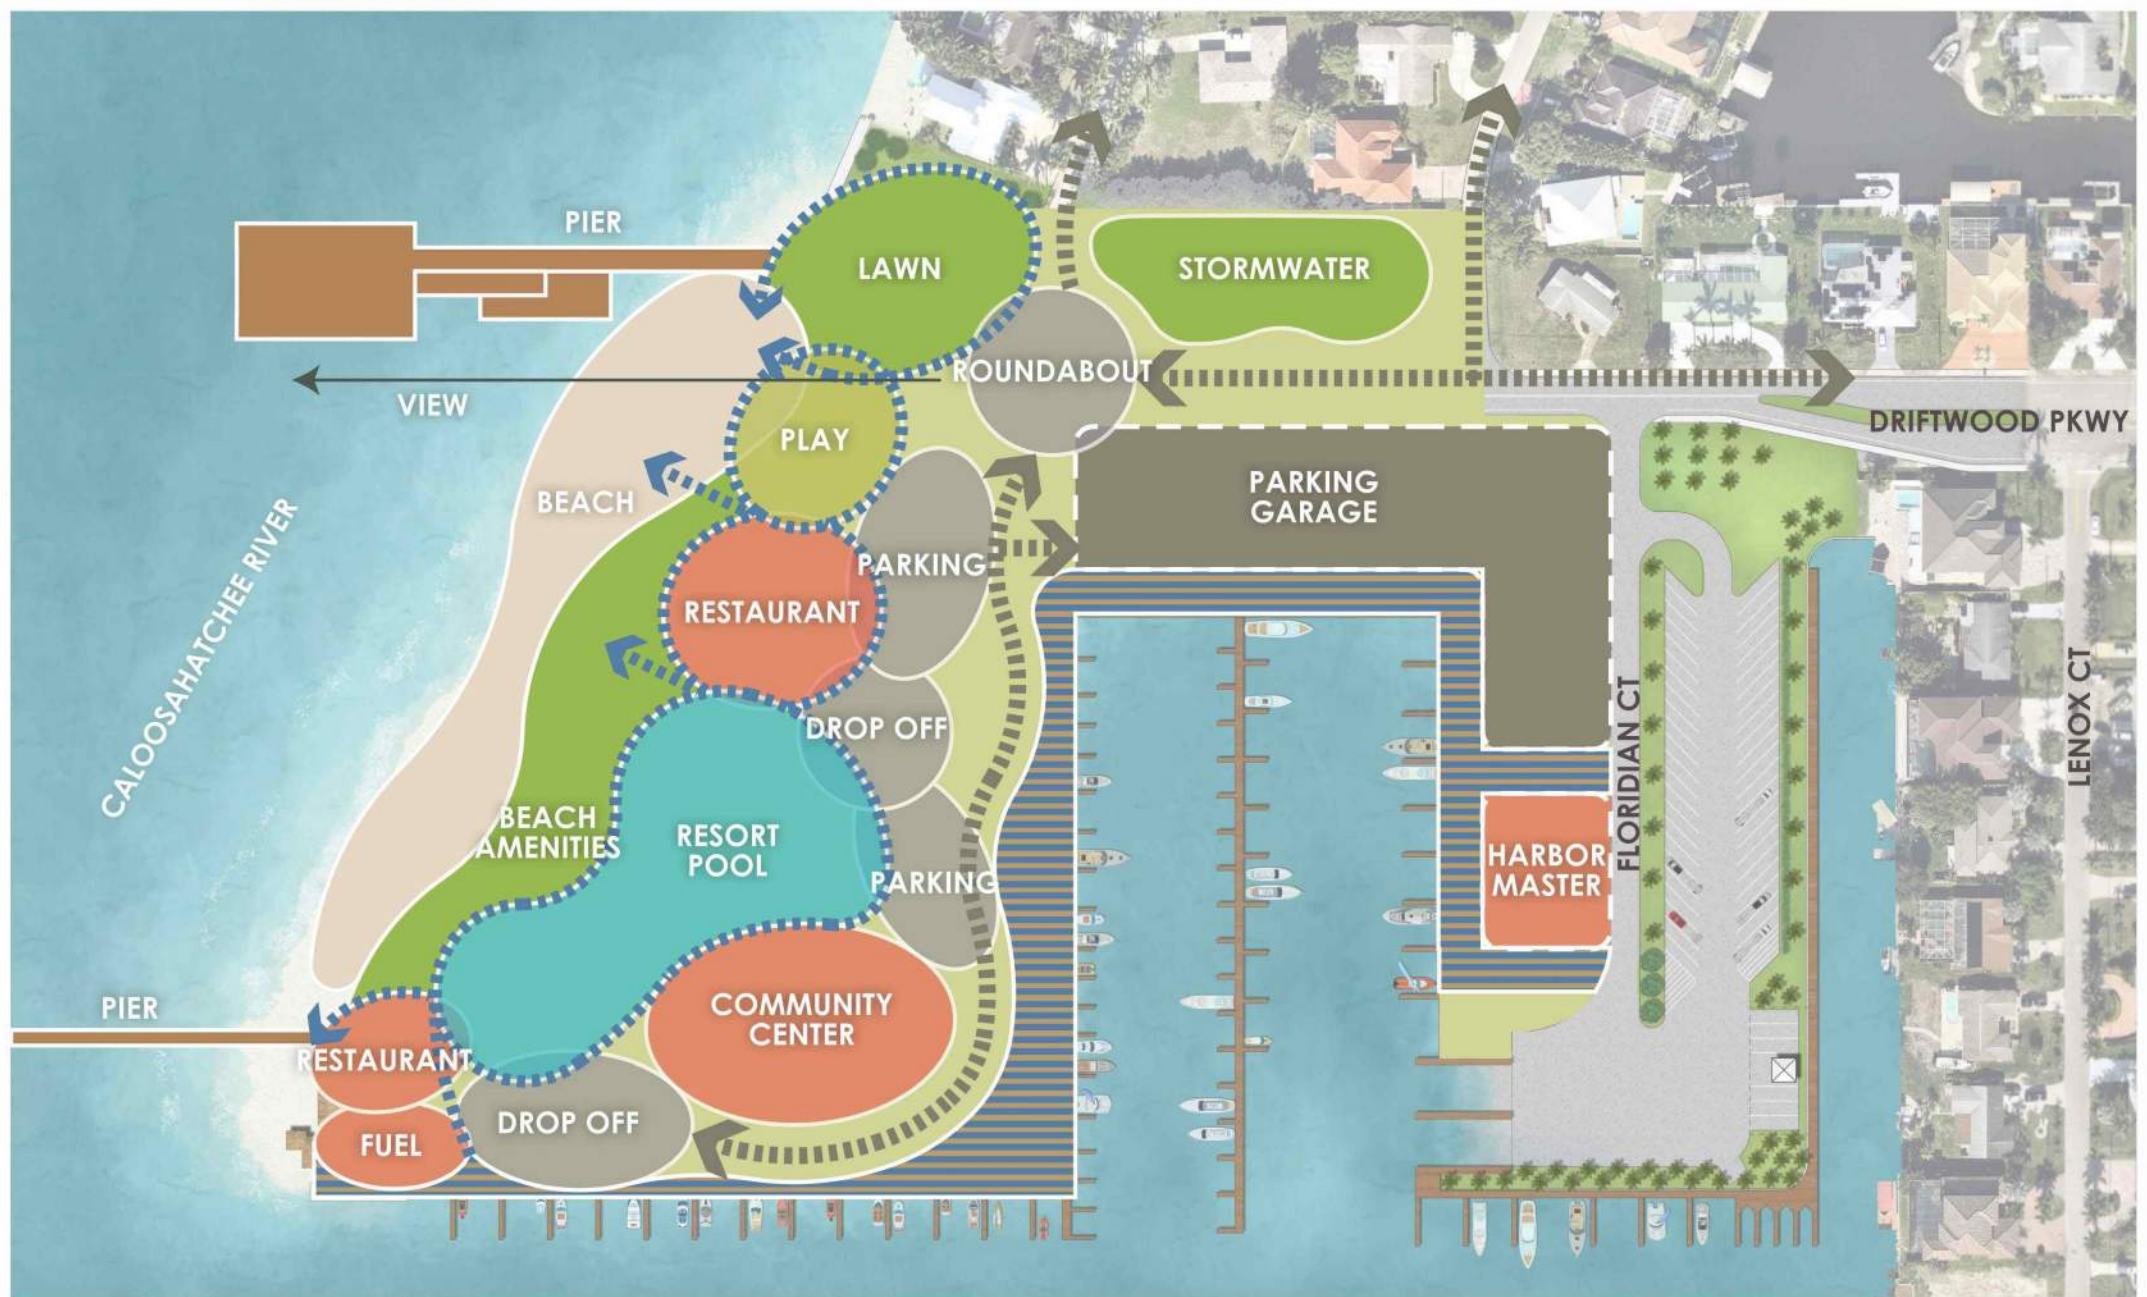 PIER
LAWN
STORMWATER
ROUNDABOUT
VIEW
DRIFTWOOD PKWY
PLAY
BEACH
PARKING
GARAGE
PARKING
RESTAURANT
CALOOSAHATCHEE RIVER
DROP OFF
FLORIDIAN CT
LENOX CT
BEACH
AMENITIES
RESORT
POOL
PARKING
HARBOR
MASTER
PIER
COMMUNITY
CENTER
RESTAURANT
DROP OFF
FUEL